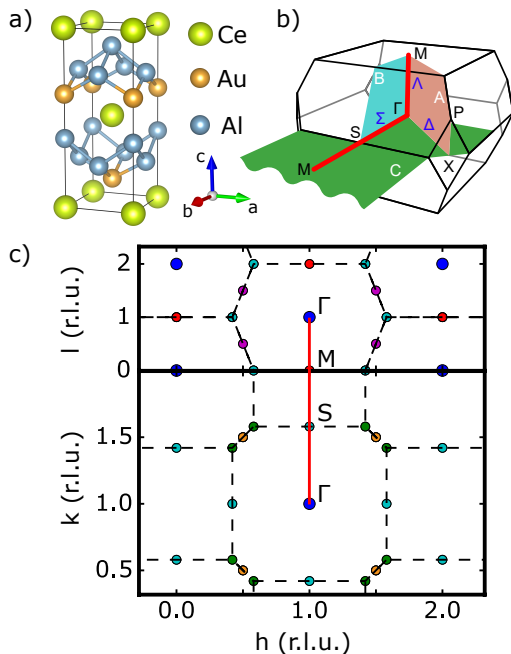 a)
Ce
Au
Al
c
b
a
b)
M
B
Λ
A
Γ
P
Σ
Δ
S
M
C
X
c)
l (r.l.u.)
2
1
0
Γ
M
S
Γ
k (r.l.u.)
1.5
1.0
0.5
0.0
1.0
2.0
h (r.l.u.)